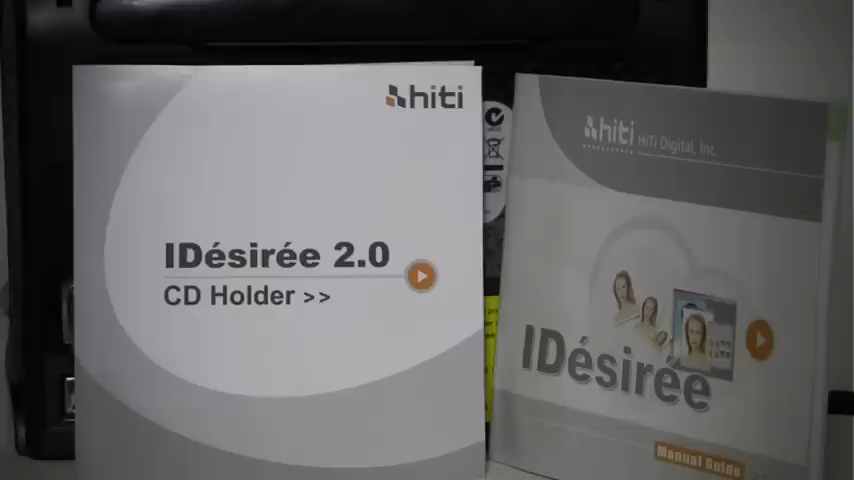 hiti
IDésirée 2.0
CD Holder >>
hiti HiTi Digital, Inc.
IDésirée
Manual Guide